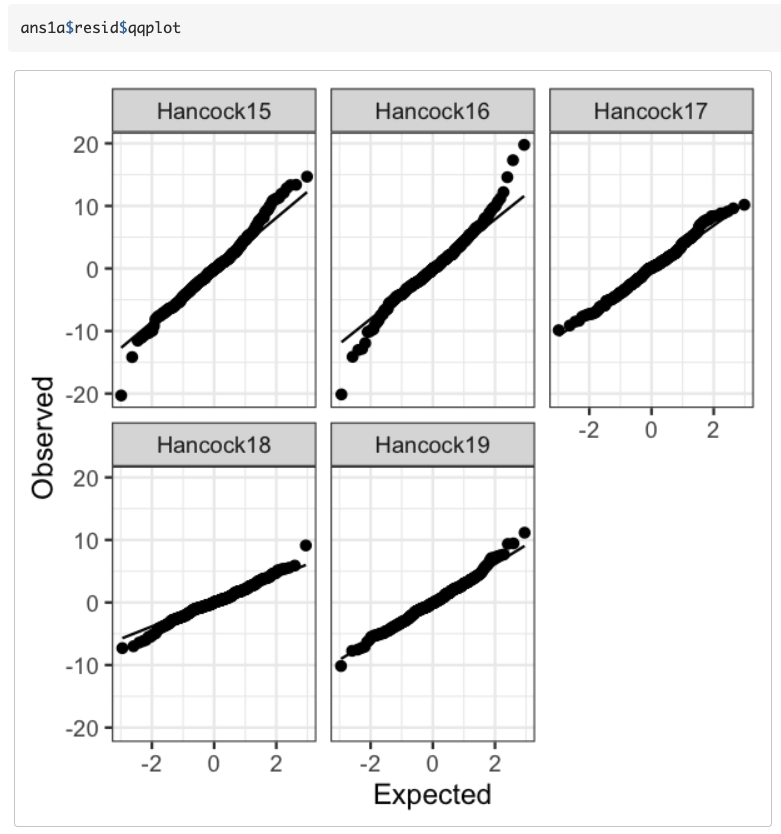 ans1a$resid$qqplot
Hancock15 Hancock16 Hancock17
20
10
0
-10
-20
-2 0 2
Observed
Hancock18 Hancock19
20
10
0
-10
-20
-2 0 2 -2 0 2
Expected